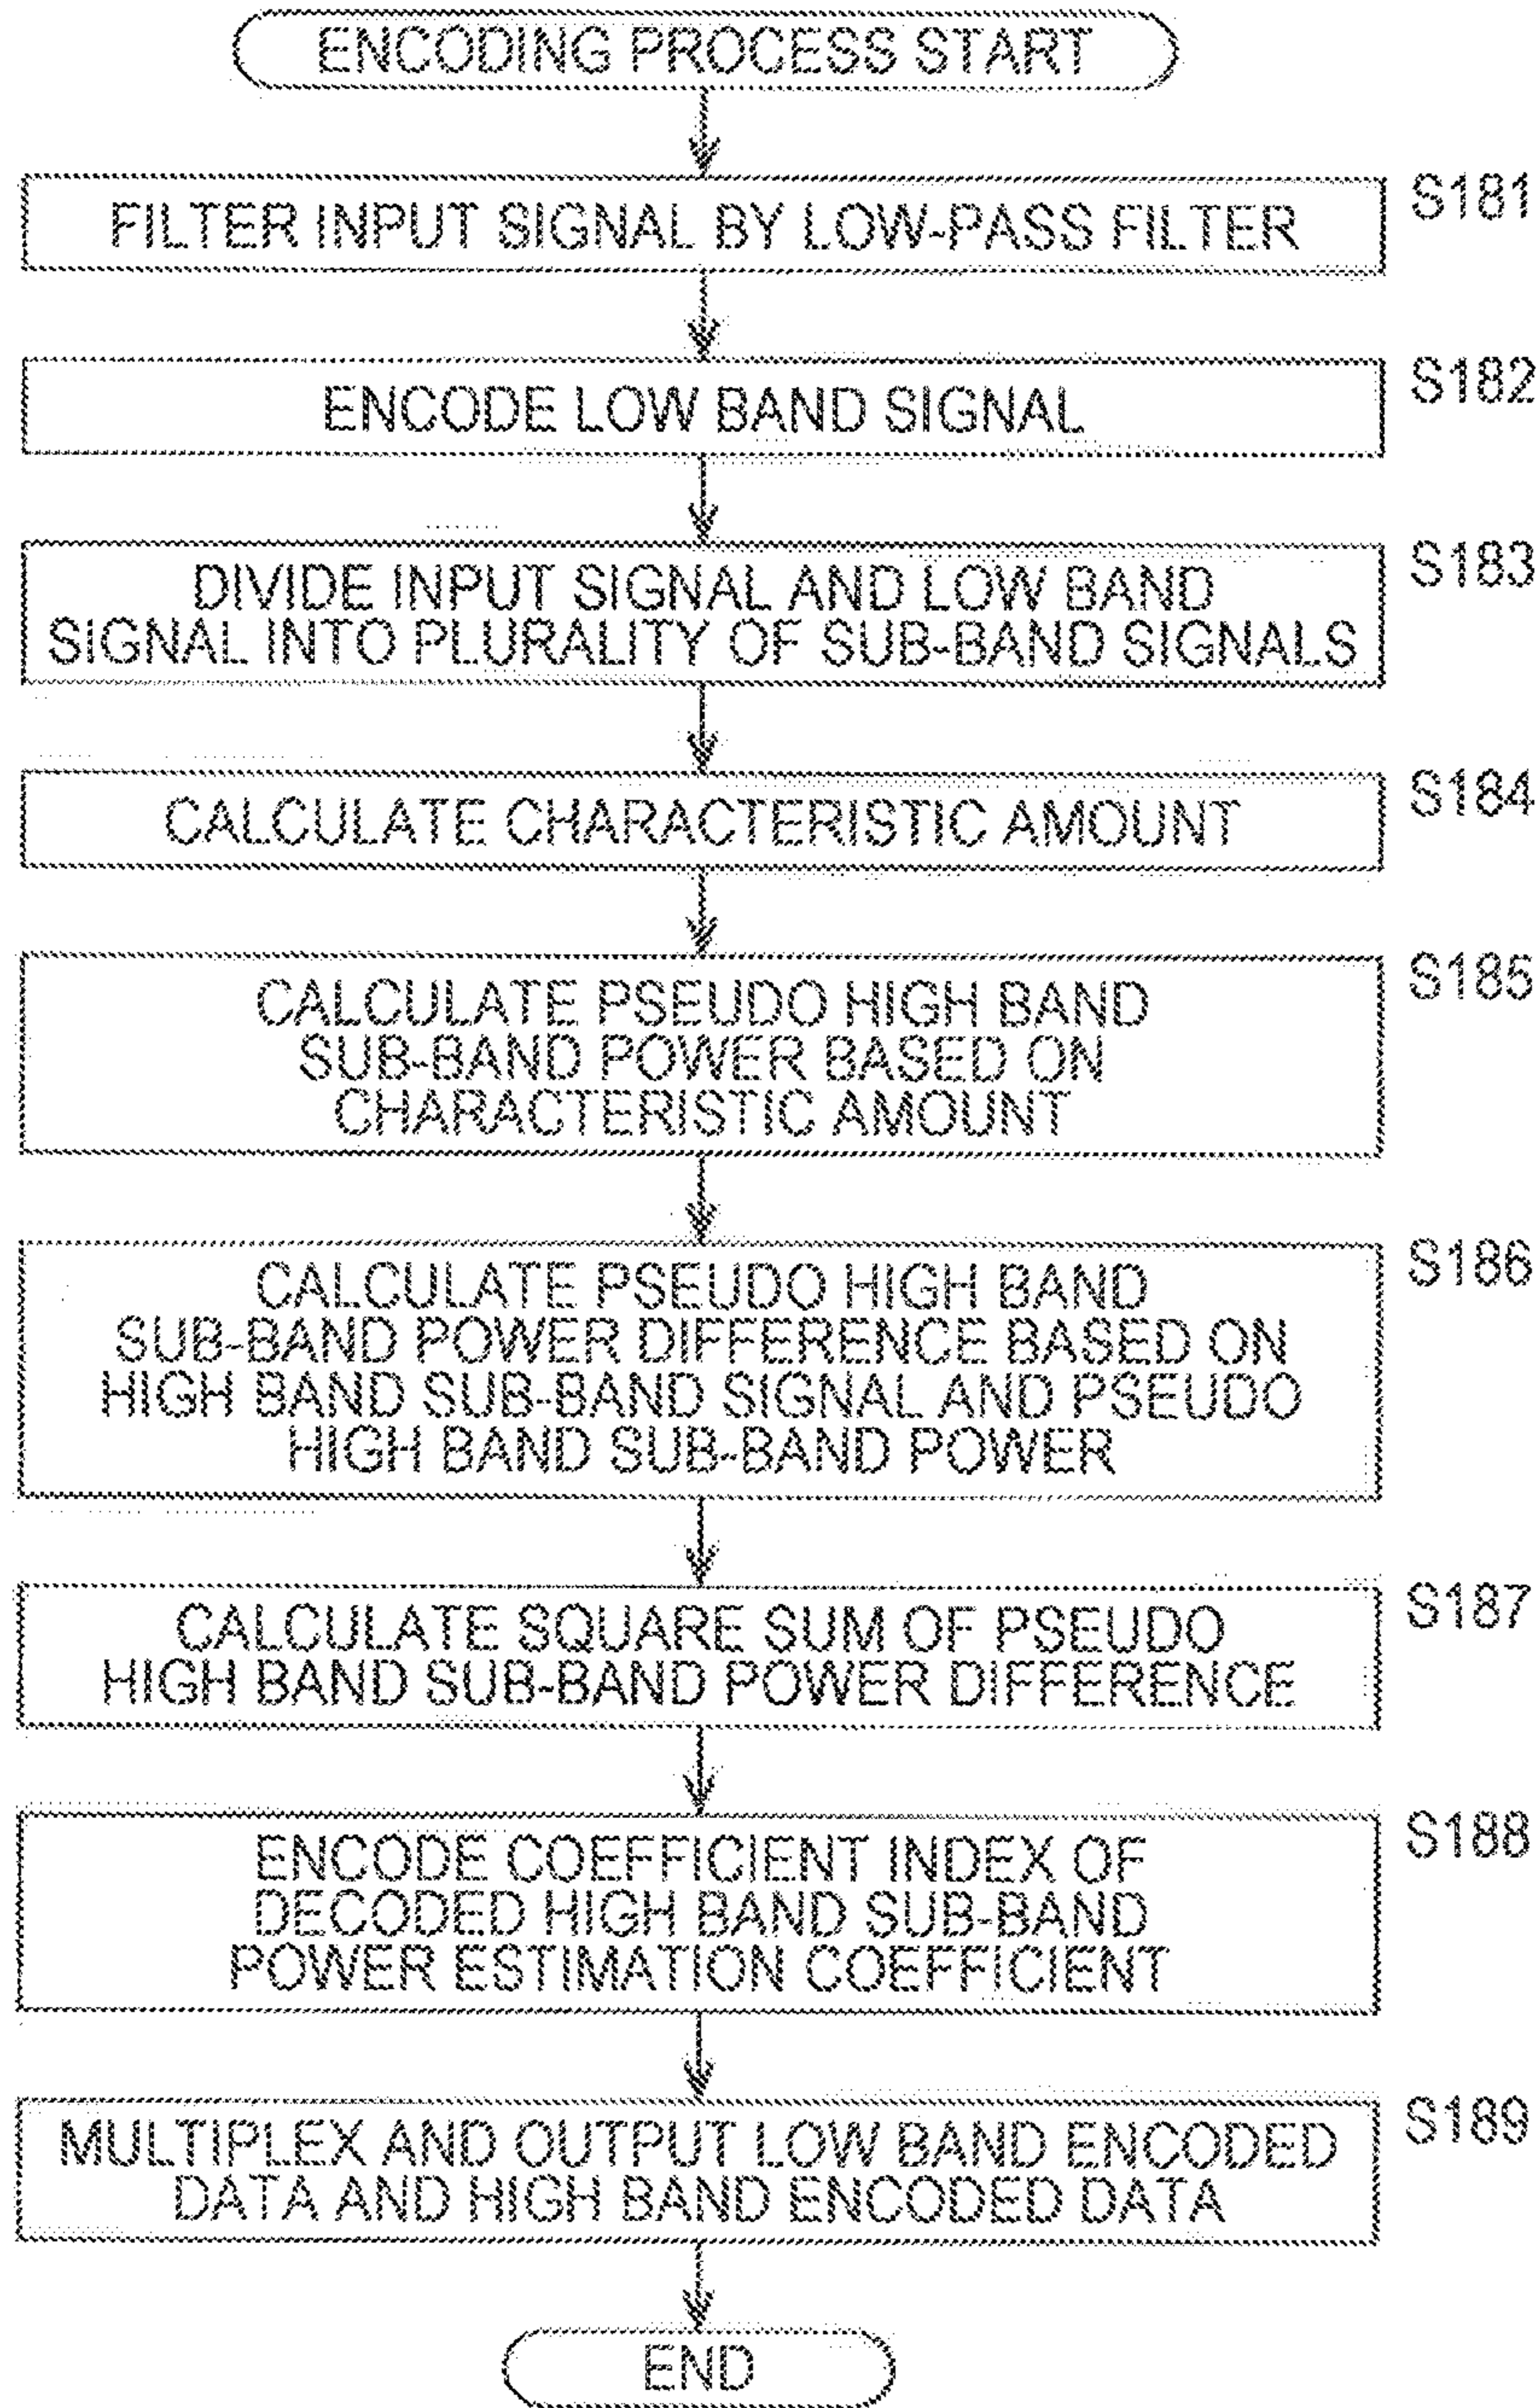 ENCODING PROCESS START
FILTER INPUT SIGNAL BY LOW-PASS FILTER
S181
ENCODE LOW BAND SIGNAL
S182
DIVIDE INPUT SIGNAL AND LOW BAND
SIGNAL INTO PLURALITY OF SUB-BAND SIGNALS
S183
CALCULATE CHARACTERISTIC AMOUNT
S184
CALCULATE PSEUDO HIGH BAND
SUB-BAND POWER BASED ON
CHARACTERISTIC AMOUNT
S185
CALCULATE PSEUDO HIGH BAND
SUB-BAND POWER DIFFERENCE BASED ON
HIGH BAND SUB-BAND SIGNAL AND PSEUDO
HIGH BAND SUB-BAND POWER
S186
CALCULATE SQUARE SUM OF PSEUDO
HIGH BAND SUB-BAND POWER DIFFERENCE
S187
ENCODE COEFFICIENT INDEX OF
DECODED HIGH BAND SUB-BAND
POWER ESTIMATION COEFFICIENT
S188
MULTIPLEX AND OUTPUT LOW BAND ENCODED
DATA AND HIGH BAND ENCODED DATA
S189
END